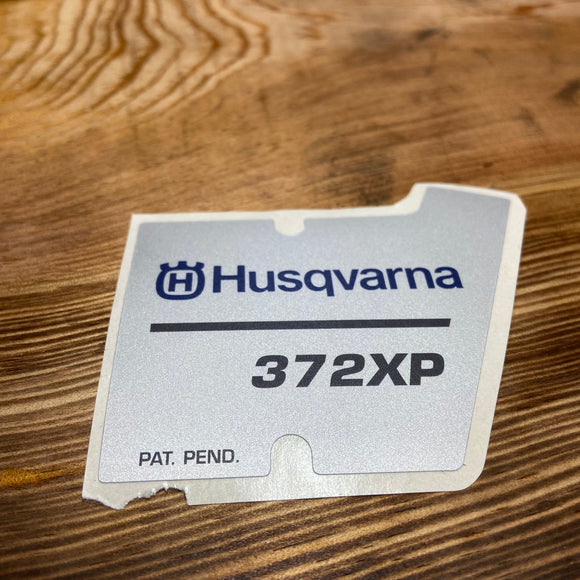 H Husqvarna
372XP
PAT. PEND.